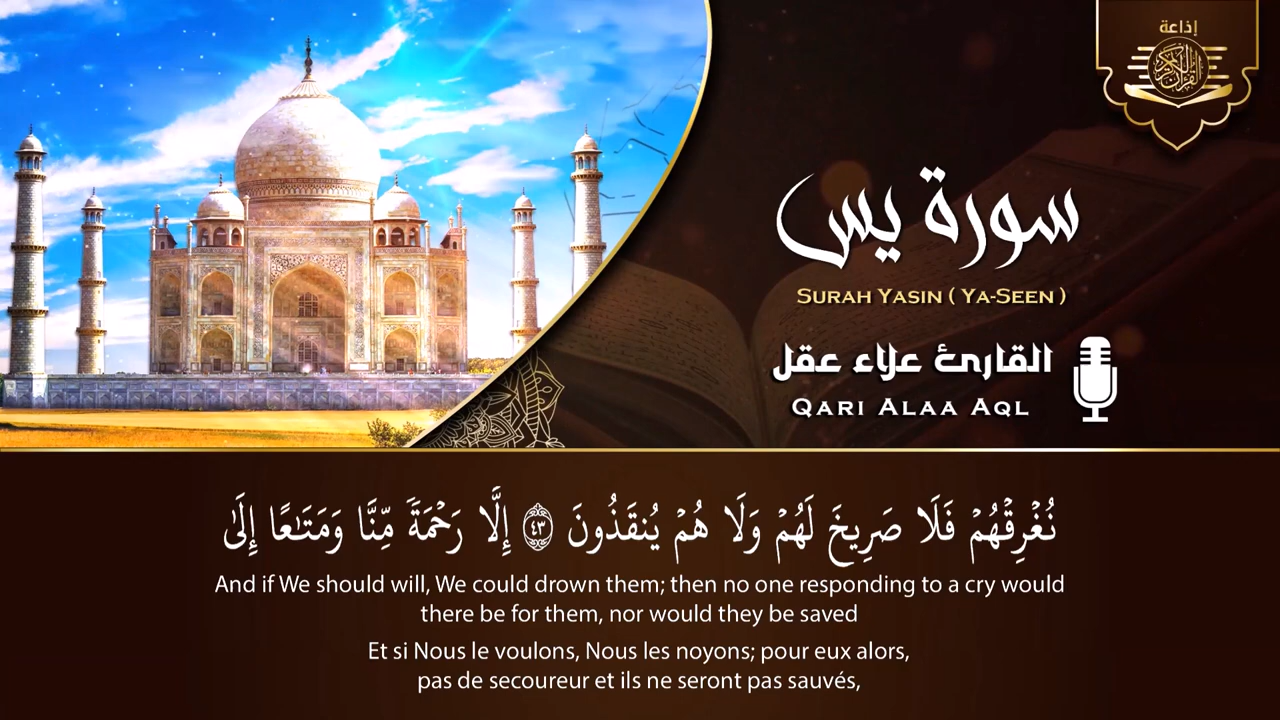 إذاعة
القرآن الكريم
سورة يس
SURAH YASIN ( YA-SEEN )
القارئ علاء عقل
QARI ALAA AQL
نُغْرِقْهُمْ فَلَا صَرِيخَ لَهُمْ وَلَا هُمْ يُنقَذُونَ ٤٣ إِلَّا رَحْمَةً مِّنَّا وَمَتَـٰعًا إِلَىٰ
And if We should will, We could drown them; then no one responding to a cry would
there be for them, nor would they be saved
Et si Nous le voulons, Nous les noyons; pour eux alors,
pas de secoureur et ils ne seront pas sauvés,